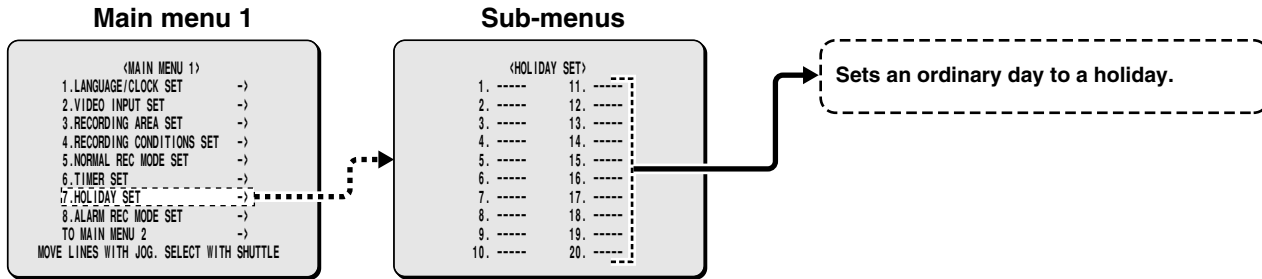 Main menu 1
<MAIN MENU 1>
1.LANGUAGE/CLOCK SET ->
2.VIDEO INPUT SET ->
3.RECORDING AREA SET ->
4.RECORDING CONDITIONS SET ->
5.NORMAL REC MODE SET ->
6.TIMER SET ->
7.HOLIDAY SET ->
8.ALARM REC MODE SET ->
TO MAIN MENU 2 ->
MOVE LINES WITH JOG. SELECT WITH SHUTTLE
Sub-menus
<HOLIDAY SET>
1. ----- 11. -----
2. ----- 12. -----
3. ----- 13. -----
4. ----- 14. -----
5. ----- 15. -----
6. ----- 16. -----
7. ----- 17. -----
8. ----- 18. -----
9. ----- 19. -----
10. ----- 20. -----
Sets an ordinary day to a holiday.